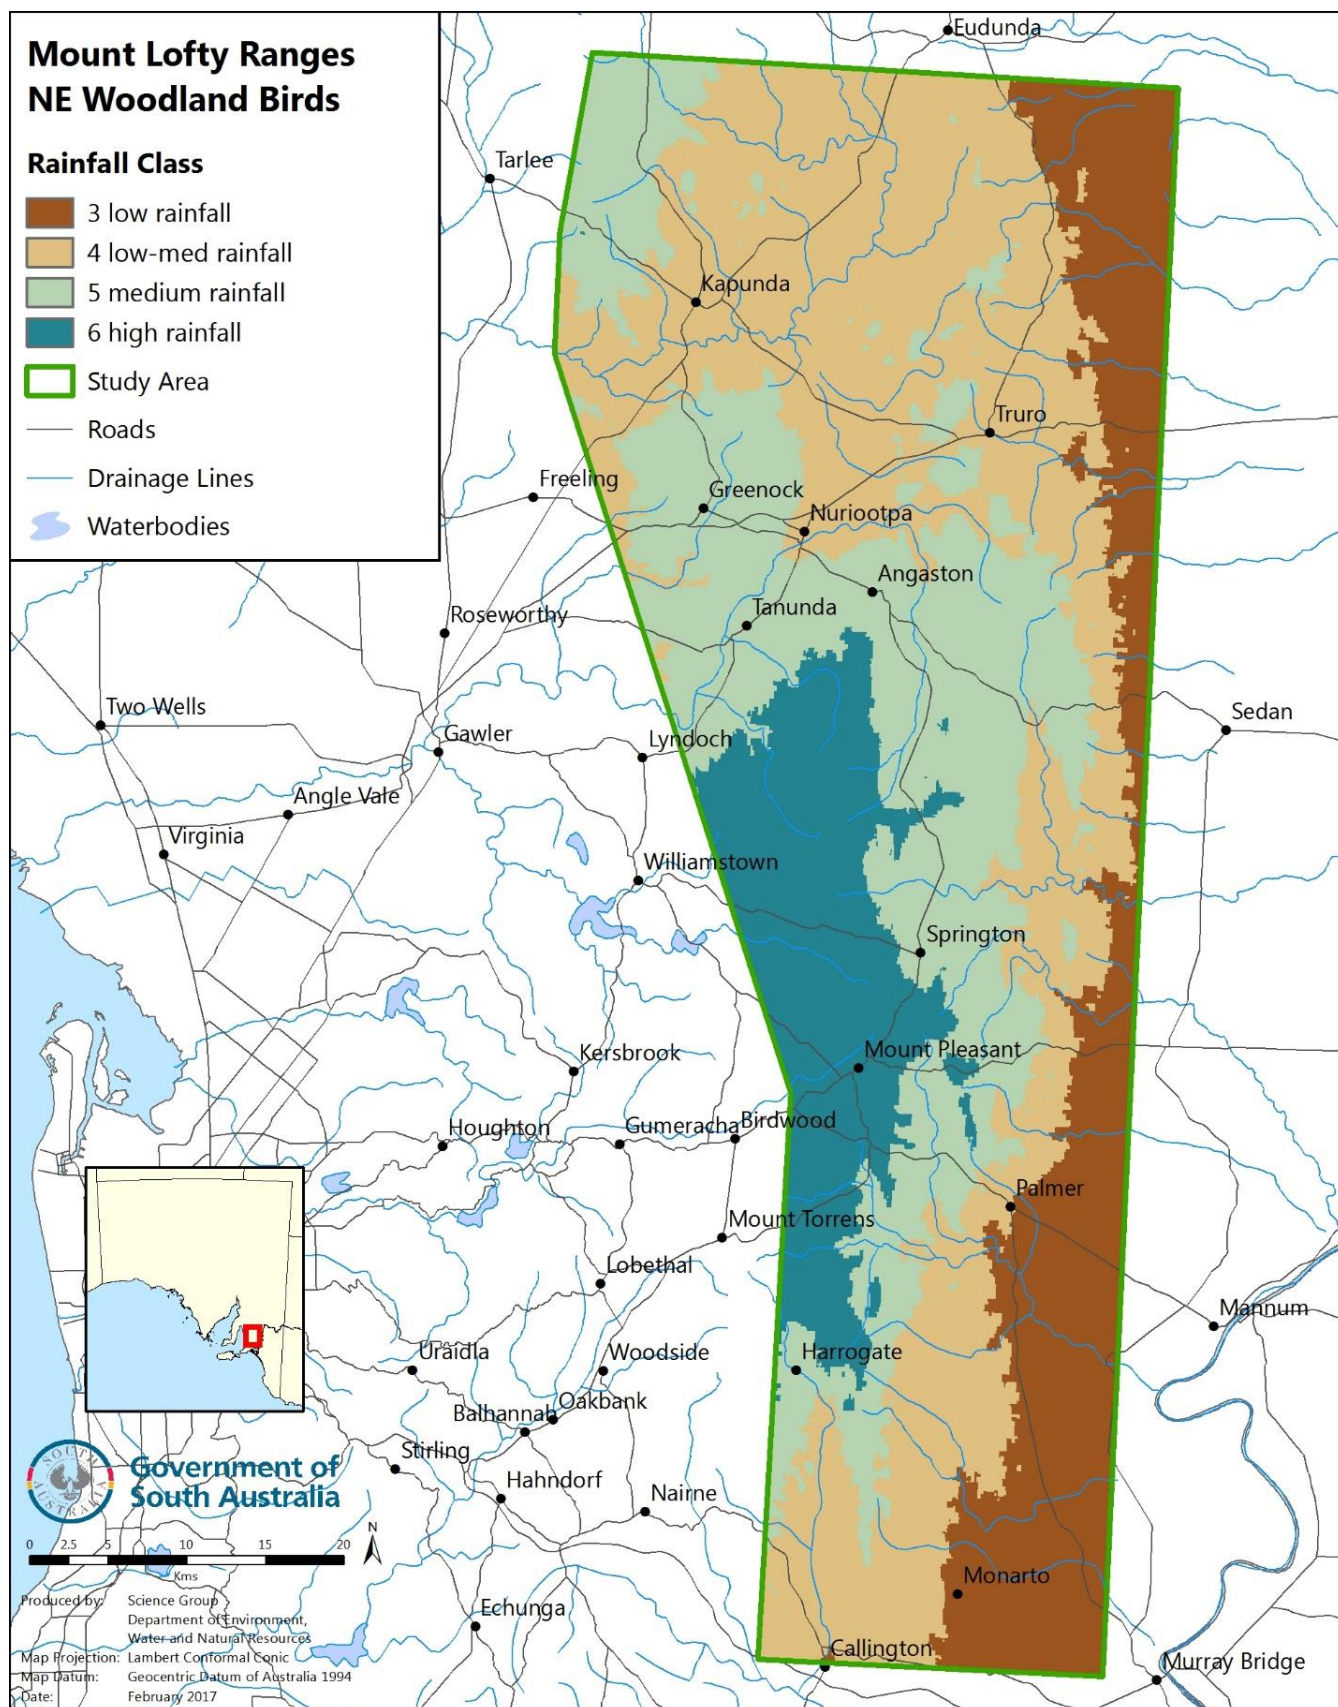 Mount Lofty Ranges
NE Woodland Birds
Rainfall Class
3 low rainfall
4 low-med rainfall
5 medium rainfall
6 high rainfall
Study Area
Roads
Drainage Lines
Waterbodies
Eudunda
Tarlee
Kapunda
Truro
Freeling
Greenock
Nuriootpa
Angaston
Tanunda
Roseworthy
Two Wells
Sedan
Gawler
Lyndoch
Angle Vale
Virginia
Williamstown
Springton
Kersbrook
Mount Pleasant
Houghton
Gumeracha
Birdwood
Palmer
Mount Torrens
Lobethal
Mannum
Uraidla
Woodside
Harrogate
Balhannah
Oakbank
Stirling
Hahndorf
Nairne
Monarto
Echunga
Callington
Murray Bridge
SOUTH
AUSTRALIA
Government of
South Australia
N
0 2.5 5 10 15 20
Kms
Produced by: Science Group
Department of Environment,
Water and Natural Resources
Map Projection: Lambert Conformal Conic
Map Datum: Geocentric Datum of Australia 1994
Date: February 2017